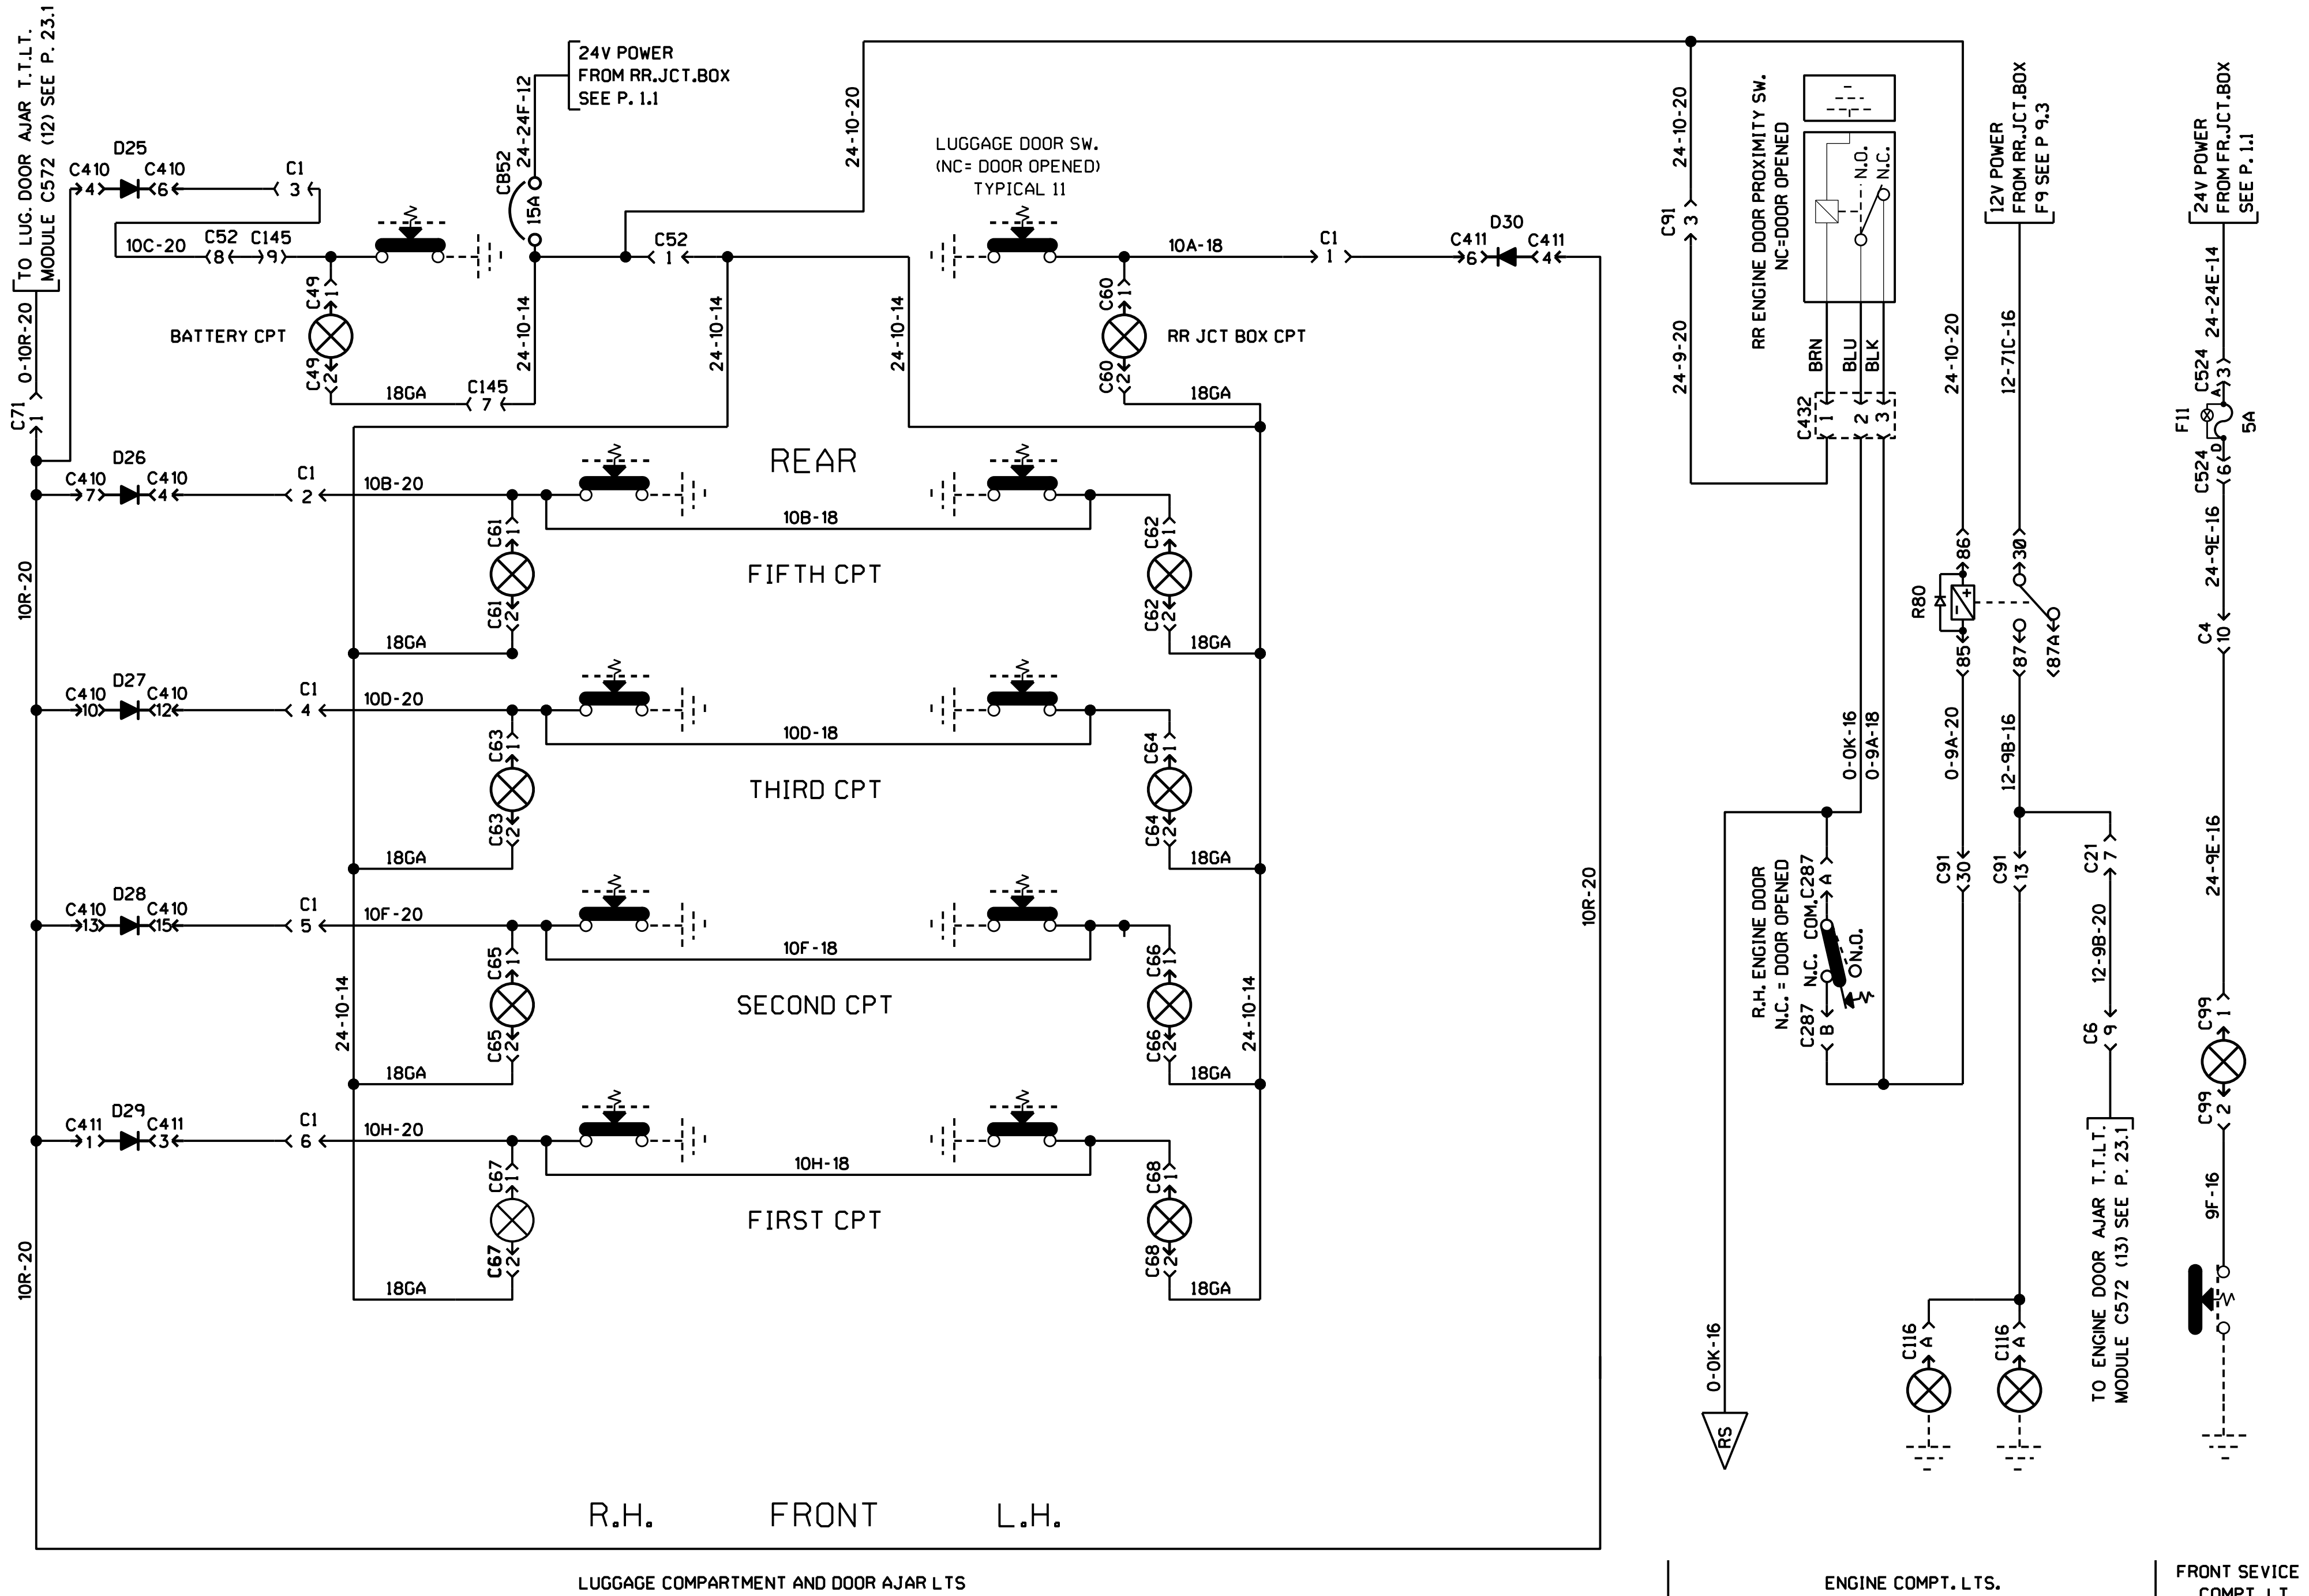 TO LUG. DOOR AJAR T.T.LT.
MODULE C572 (12) SEE P. 23.1
0-10R-20
C71
1
D25
C410
4
C410
6
C1
3
10C-20
C52
8
C145
9
C49
1
BATTERY CPT
C49
2
18GA
C145
7
24V POWER
FROM RR.JCT.BOX
SEE P. 1.1
24-24F-12
CB52
15A
C52
1
24-10-14
24-10-14
24-10-14
24-10-20
LUGGAGE DOOR SW.
(NC= DOOR OPENED)
TYPICAL 11
10A-18
C1
1
D30
C411
6
C411
4
C60
1
RR JCT BOX CPT
C60
2
18GA
REAR
D26
C410
7
C410
4
C1
2
10B-20
10B-18
C61
1
C62
1
FIFTH CPT
C61
2
C62
2
18GA
18GA
10R-20
D27
C410
10
C410
12
C1
4
10D-20
10D-18
C63
1
C64
1
THIRD CPT
C63
2
C64
2
18GA
18GA
D28
C410
13
C410
15
C1
5
10F-20
10F-18
C65
1
C66
1
SECOND CPT
C65
2
C66
2
24-10-14
24-10-14
18GA
18GA
D29
C411
1
C411
3
C1
6
10H-20
10H-18
C67
1
C68
1
FIRST CPT
C67
2
C68
2
18GA
18GA
10R-20
10R-20
R.H.
FRONT
L.H.
LUGGAGE COMPARTMENT AND DOOR AJAR LTS
24-10-20
C91
3
24-9-20
RR ENGINE DOOR PROXIMITY SW.
NC=DOOR OPENED
N.O.
N.C.
BRN
BLU
BLK
C432
1
2
3
24-10-20
12V POWER
FROM RR.JCT.BOX
F9 SEE P 9.3
12-71C-16
R80
86
30
85
87
87A
0-0K-16
0-9A-18
0-9A-20
12-9B-16
R.H. ENGINE DOOR
N.C. = DOOR OPENED
C287
A
COM.
N.C.
N.O.
C287
B
C91
30
C91
13
C21
7
12-9B-20
C6
9
TO ENGINE DOOR AJAR T.T.LT.
MODULE C572 (13) SEE P. 23.1
0-0K-16
RS
C116
A
C116
A
ENGINE COMPT. LTS.
24V POWER
FROM FR.JCT.BOX
SEE P. 1.1
24-24E-14
C524
3
A
F11
5A
D
C524
6
24-9E-16
C4
10
24-9E-16
C99
1
C99
2
9F-16
FRONT SEVICE
COMPT. LT